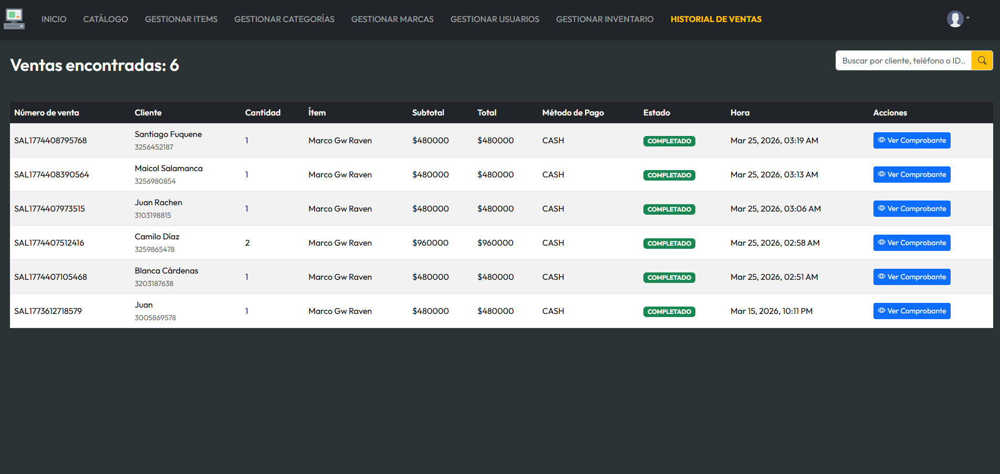 INICIO CATÁLOGO GESTIONAR ITEMS GESTIONAR CATEGORÍAS GESTIONAR MARCAS GESTIONAR USUARIOS GESTIONAR INVENTARIO HISTORIAL DE VENTAS
Ventas encontradas: 6
Buscar por cliente, teléfono o ID..
Número de venta Cliente Cantidad Ítem Subtotal Total Método de Pago Estado Hora Acciones
SAL1774408795768 Santiago Fuquene 1 Marco Gw Raven $480000 $480000 CASH COMPLETADO Mar 25, 2026, 03:19 AM Ver Comprobante
3256452187
SAL1774408390564 Maicol Salamanca 1 Marco Gw Raven $480000 $480000 CASH COMPLETADO Mar 25, 2026, 03:13 AM Ver Comprobante
3256980854
SAL1774407973515 Juan Rachen 1 Marco Gw Raven $480000 $480000 CASH COMPLETADO Mar 25, 2026, 03:06 AM Ver Comprobante
3103198815
SAL1774407512416 Camilo Díaz 2 Marco Gw Raven $960000 $960000 CASH COMPLETADO Mar 25, 2026, 02:58 AM Ver Comprobante
3259865478
SAL1774407105468 Blanca Cárdenas 1 Marco Gw Raven $480000 $480000 CASH COMPLETADO Mar 25, 2026, 02:51 AM Ver Comprobante
3203187638
SAL1773612718579 Juan 1 Marco Gw Raven $480000 $480000 CASH COMPLETADO Mar 15, 2026, 10:11 PM Ver Comprobante
3005869578